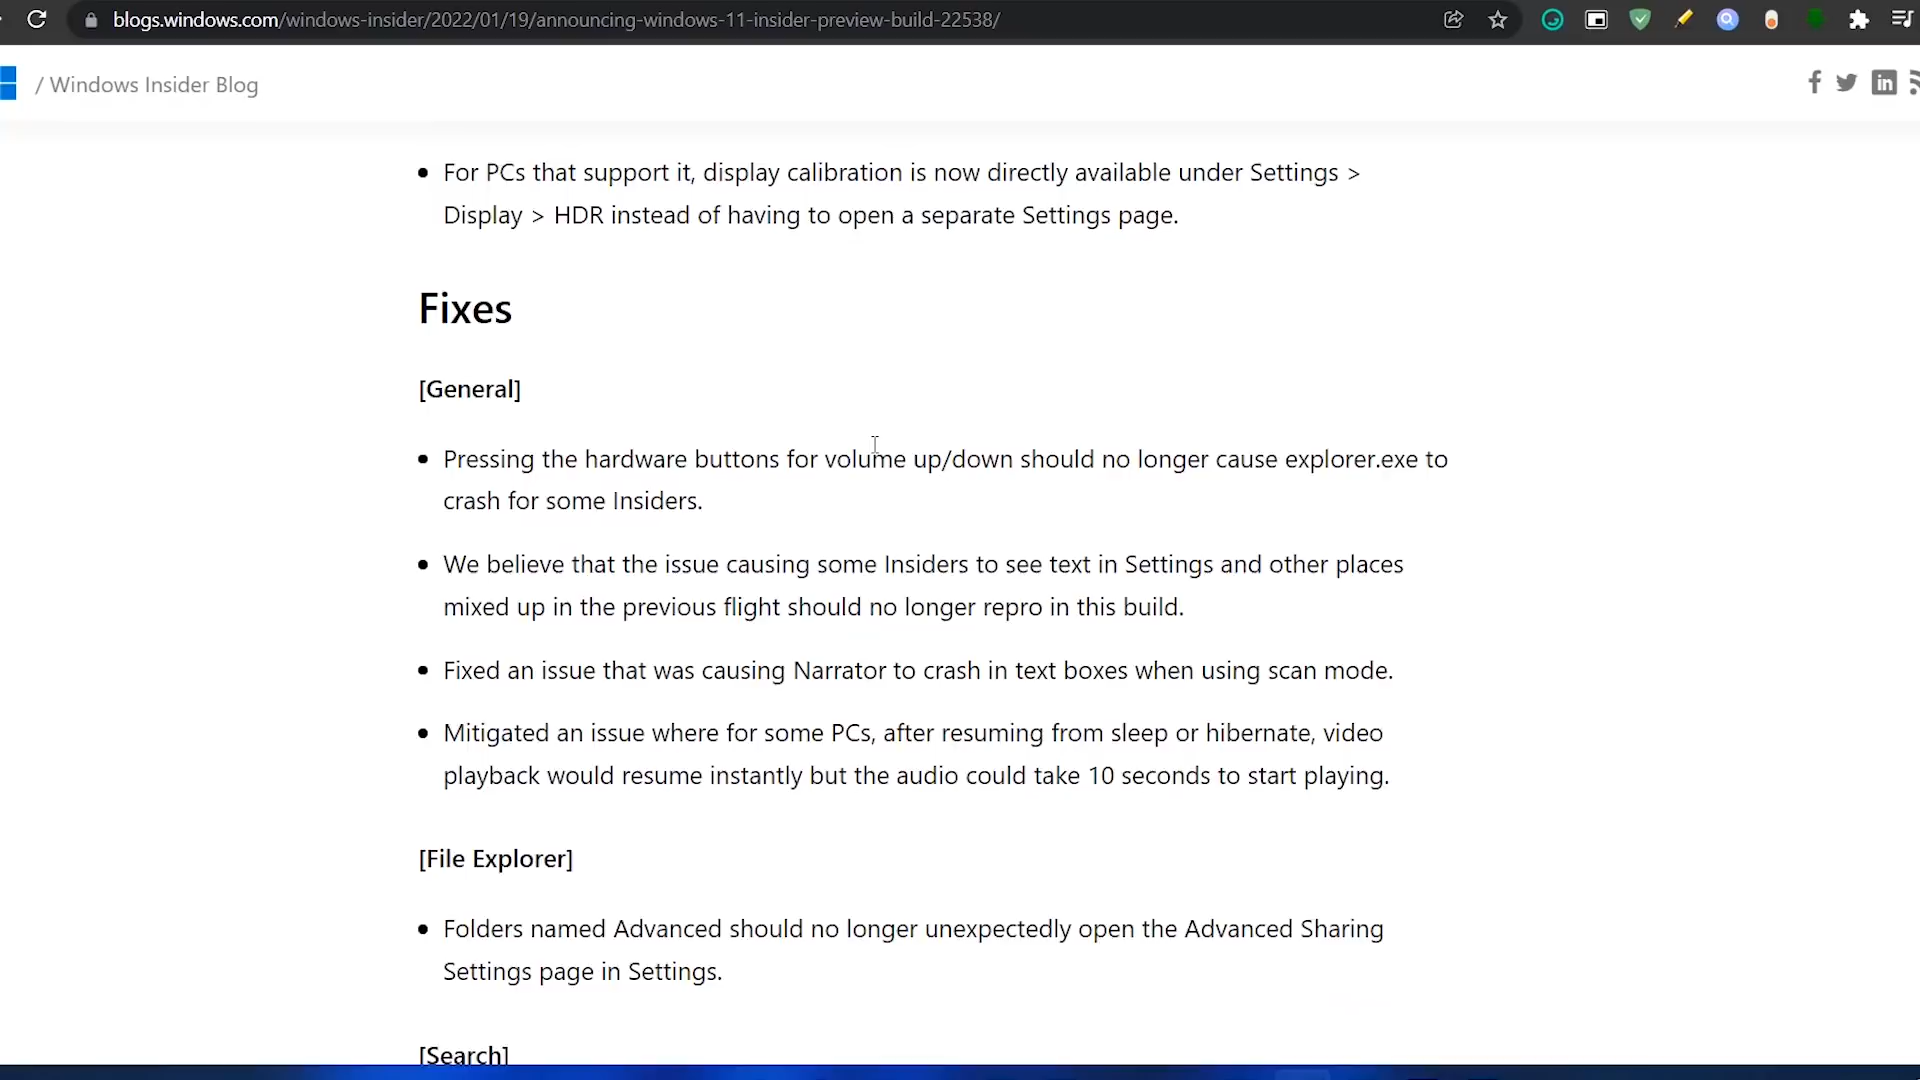 blogs.windows.com/windows-insider/2022/01/19/announcing-windows-11-insider-preview-build-22538/
/ Windows Insider Blog
• For PCs that support it, display calibration is now directly available under Settings >
Display > HDR instead of having to open a separate Settings page.
Fixes
[General]
• Pressing the hardware buttons for volume up/down should no longer cause explorer.exe to
crash for some Insiders.
• We believe that the issue causing some Insiders to see text in Settings and other places
mixed up in the previous flight should no longer repro in this build.
• Fixed an issue that was causing Narrator to crash in text boxes when using scan mode.
• Mitigated an issue where for some PCs, after resuming from sleep or hibernate, video
playback would resume instantly but the audio could take 10 seconds to start playing.
[File Explorer]
• Folders named Advanced should no longer unexpectedly open the Advanced Sharing
Settings page in Settings.
[Search]